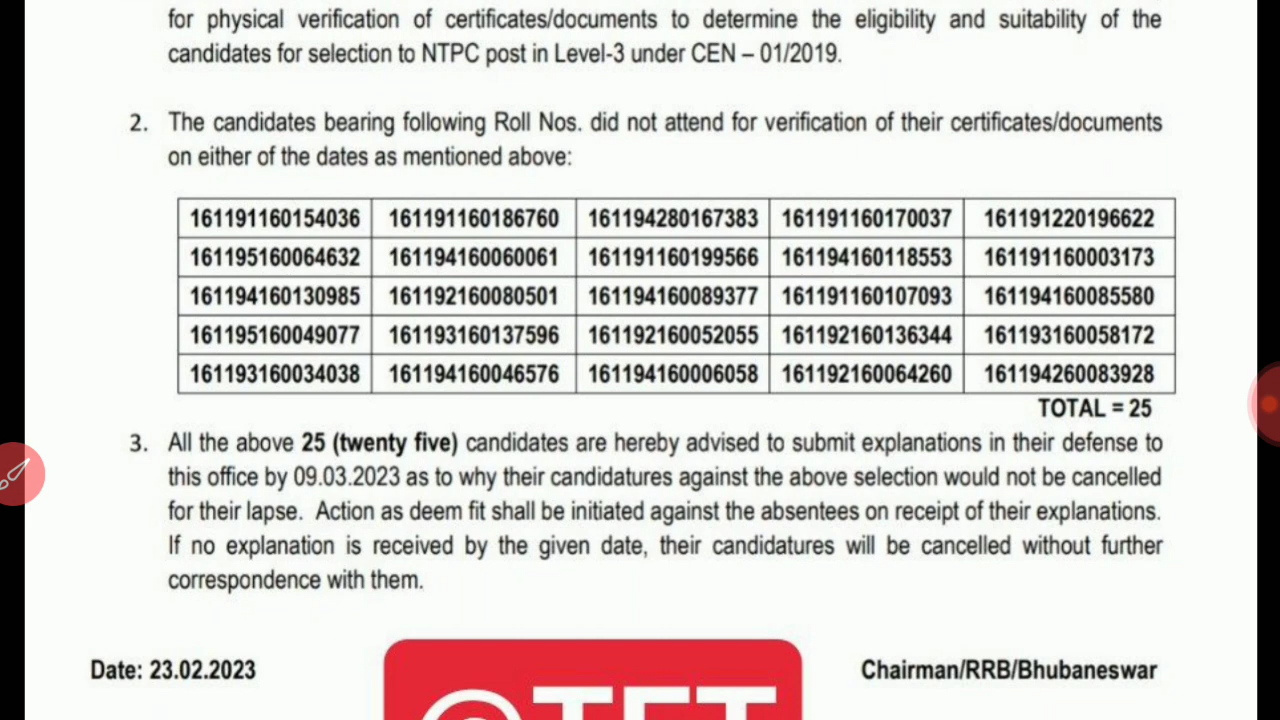 for physical verification of certificates/documents to determine the eligibility and suitability of the
candidates for selection to NTPC post in Level-3 under CEN – 01/2019.
2. The candidates bearing following Roll Nos. did not attend for verification of their certificates/documents
on either of the dates as mentioned above:
161191160154036 161191160186760 161194280167383 161191160170037 161191220196622
161195160064632 161194160060061 161191160199566 161194160118553 161191160003173
161194160130985 161192160080501 161194160089377 161191160107093 161194160085580
161195160049077 161193160137596 161192160052055 161192160136344 161193160058172
161193160034038 161194160046576 161194160006058 161192160064260 161194260083928
TOTAL = 25
3. All the above 25 (twenty five) candidates are hereby advised to submit explanations in their defense to
this office by 09.03.2023 as to why their candidatures against the above selection would not be cancelled
for their lapse. Action as deem fit shall be initiated against the absentees on receipt of their explanations.
If no explanation is received by the given date, their candidatures will be cancelled without further
correspondence with them.
Date: 23.02.2023 Chairman/RRB/Bhubaneswar